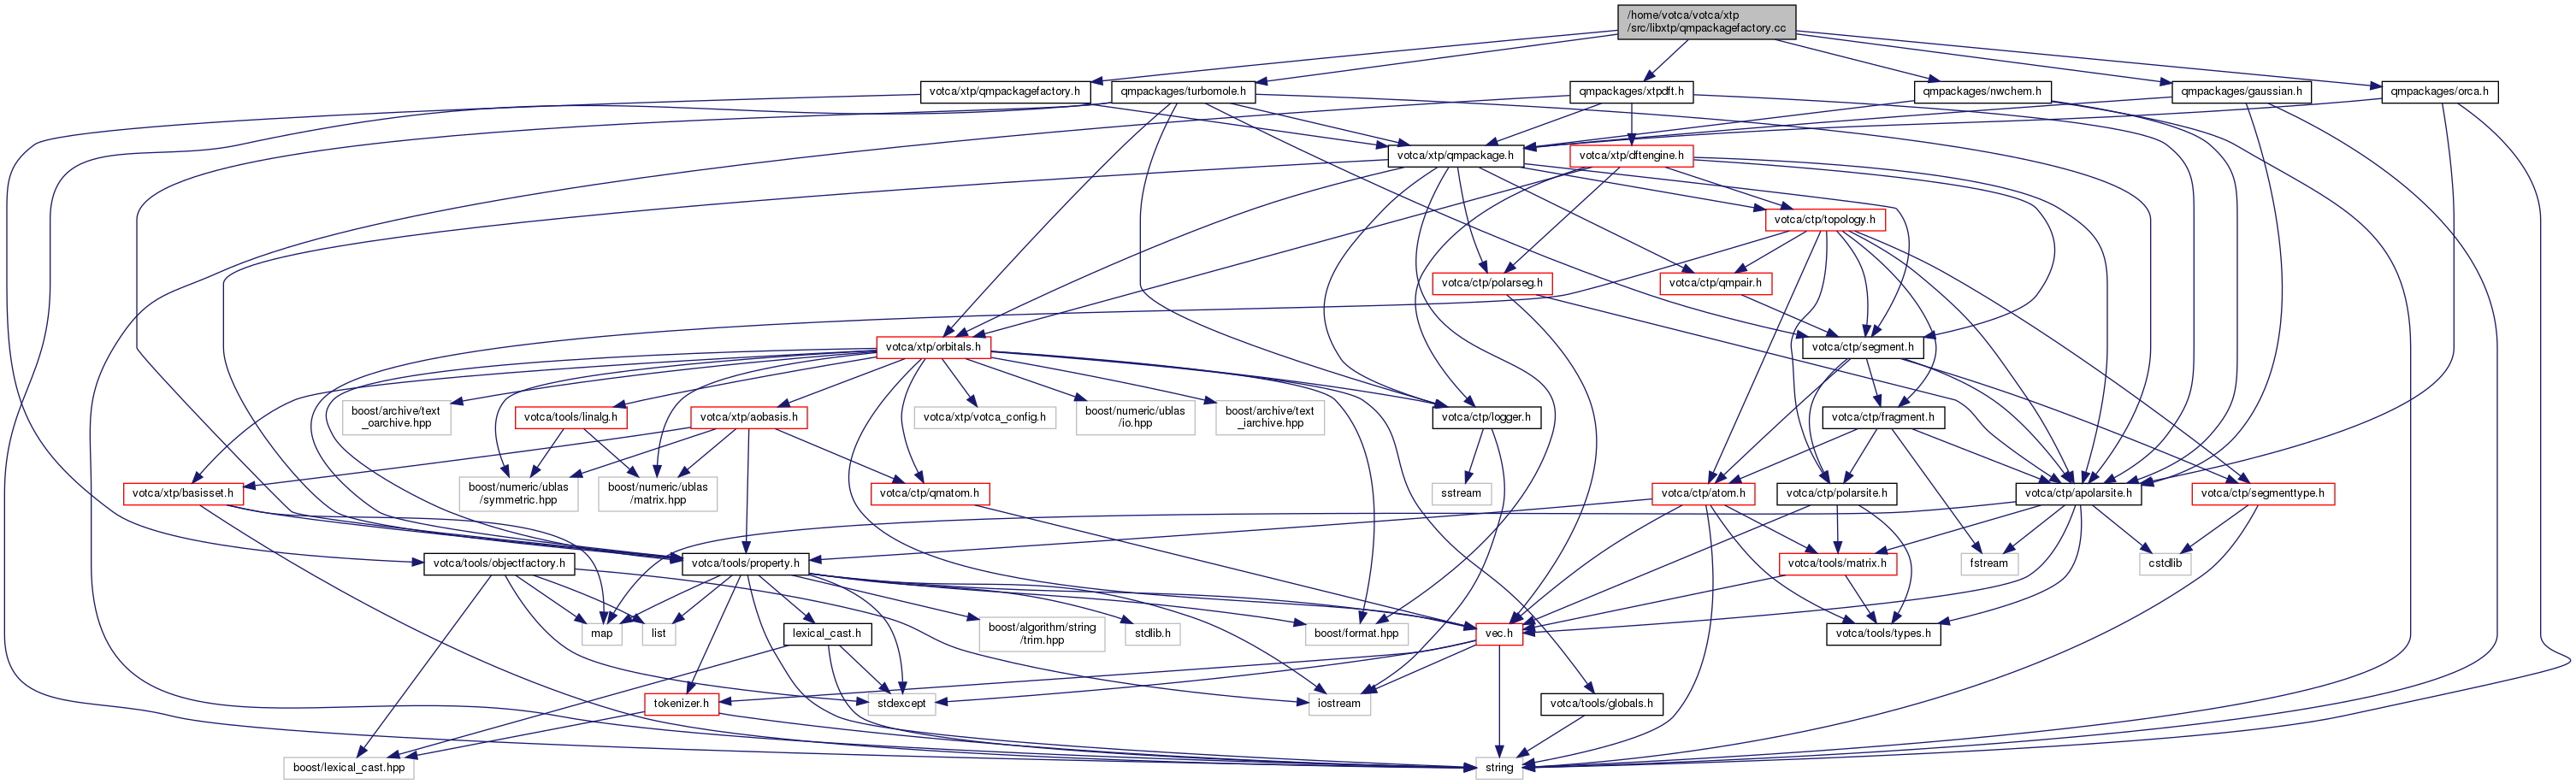 /home/votca/votca/xtp
/src/libxtp/qmpackagefactory.cc
votca/xtp/qmpackagefactory.h
qmpackages/turbomole.h
qmpackages/xtpdft.h
qmpackages/nwchem.h
qmpackages/gaussian.h
qmpackages/orca.h
votca/xtp/qmpackage.h
votca/xtp/dftengine.h
votca/ctp/topology.h
votca/ctp/polarseg.h
votca/ctp/qmpair.h
votca/xtp/orbitals.h
votca/ctp/segment.h
boost/archive/text
_oarchive.hpp
votca/tools/linalg.h
votca/xtp/aobasis.h
votca/xtp/votca_config.h
boost/numeric/ublas
/io.hpp
boost/archive/text
_iarchive.hpp
votca/ctp/logger.h
votca/ctp/fragment.h
votca/xtp/basisset.h
boost/numeric/ublas
/symmetric.hpp
boost/numeric/ublas
/matrix.hpp
votca/ctp/qmatom.h
sstream
votca/ctp/atom.h
votca/ctp/polarsite.h
votca/ctp/apolarsite.h
votca/ctp/segmenttype.h
votca/tools/objectfactory.h
votca/tools/property.h
votca/tools/matrix.h
fstream
cstdlib
map
list
lexical_cast.h
boost/algorithm/string
/trim.hpp
stdlib.h
boost/format.hpp
vec.h
votca/tools/types.h
tokenizer.h
stdexcept
iostream
votca/tools/globals.h
boost/lexical_cast.hpp
string